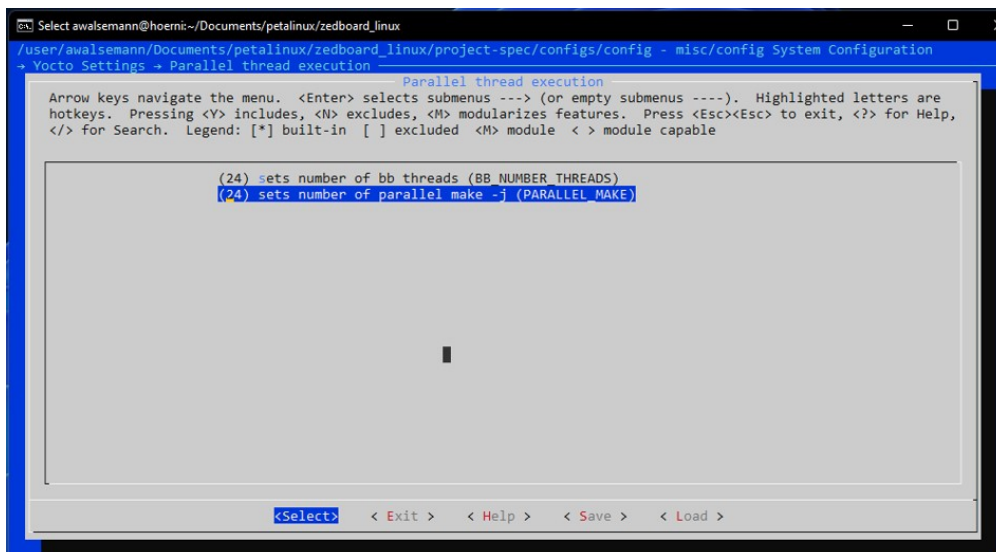 Select awalsemann@hoerni:~/Documents/petalinux/zedboard_linux
/user/awalsemann/Documents/petalinux/zedboard_linux/project-spec/configs/config - misc/config System Configuration
→ Yocto Settings → Parallel thread execution
Parallel thread execution
Arrow keys navigate the menu.  <Enter> selects submenus ---> (or empty submenus ----).  Highlighted letters are
hotkeys.  Pressing <Y> includes, <N> excludes, <M> modularizes features.  Press <Esc><Esc> to exit, <?> for Help,
</> for Search.  Legend: [*] built-in  [ ] excluded  <M> module  < > module capable
(24) sets number of bb threads (BB_NUMBER_THREADS)
(24) sets number of parallel make -j (PARALLEL_MAKE)
<Select>    < Exit >    < Help >    < Save >    < Load >